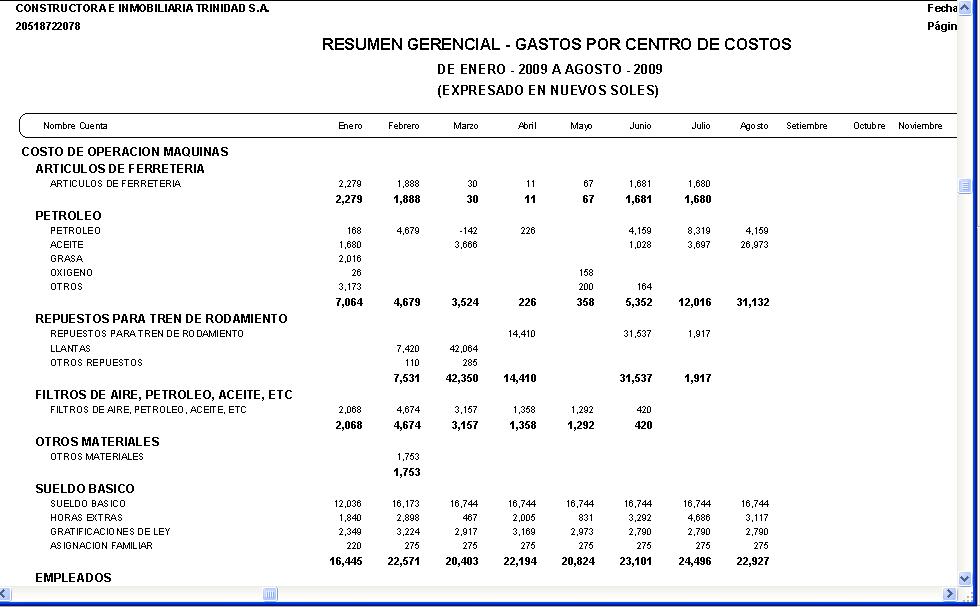 CONSTRUCTORA E INMOBILIARIA TRINIDAD S.A. Fecha
20518722078 Págin
RESUMEN GERENCIAL - GASTOS POR CENTRO DE COSTOS
DE ENERO - 2009 A AGOSTO - 2009
(EXPRESADO EN NUEVOS SOLES)
Nombre Cuenta Enero Febrero Marzo Abril Mayo Junio Julio Agosto Setiembre Octubre Noviembre
COSTO DE OPERACION MAQUINAS
ARTICULOS DE FERRETERIA
ARTICULOS DE FERRETERIA 2,279 1,888 30 11 67 1,681 1,680
2,279 1,888 30 11 67 1,681 1,680
PETROLEO
PETROLEO 168 4,679 -142 226 4,159 8,319 4,159
ACEITE 1,680 3,666 1,028 3,697 26,973
GRASA 2,016
OXIGENO 26 158
OTROS 3,173 200 164
7,064 4,679 3,524 226 358 5,352 12,016 31,132
REPUESTOS PARA TREN DE RODAMIENTO
REPUESTOS PARA TREN DE RODAMIENTO 14,410 31,537 1,917
LLANTAS 7,420 42,064
OTROS REPUESTOS 110 285
7,531 42,350 14,410 31,537 1,917
FILTROS DE AIRE, PETROLEO, ACEITE, ETC
FILTROS DE AIRE, PETROLEO, ACEITE, ETC 2,068 4,674 3,157 1,358 1,292 420
2,068 4,674 3,157 1,358 1,292 420
OTROS MATERIALES
OTROS MATERIALES 1,753
1,753
SUELDO BASICO
SUELDO BASICO 12,036 16,173 16,744 16,744 16,744 16,744 16,744 16,744
HORAS EXTRAS 1,840 2,898 467 2,005 831 3,292 4,686 3,117
GRATIFICACIONES DE LEY 2,349 3,224 2,917 3,169 2,973 2,790 2,790 2,790
ASIGNACION FAMILIAR 220 275 275 275 275 275 275 275
16,445 22,571 20,403 22,194 20,824 23,101 24,496 22,927
EMPLEADOS